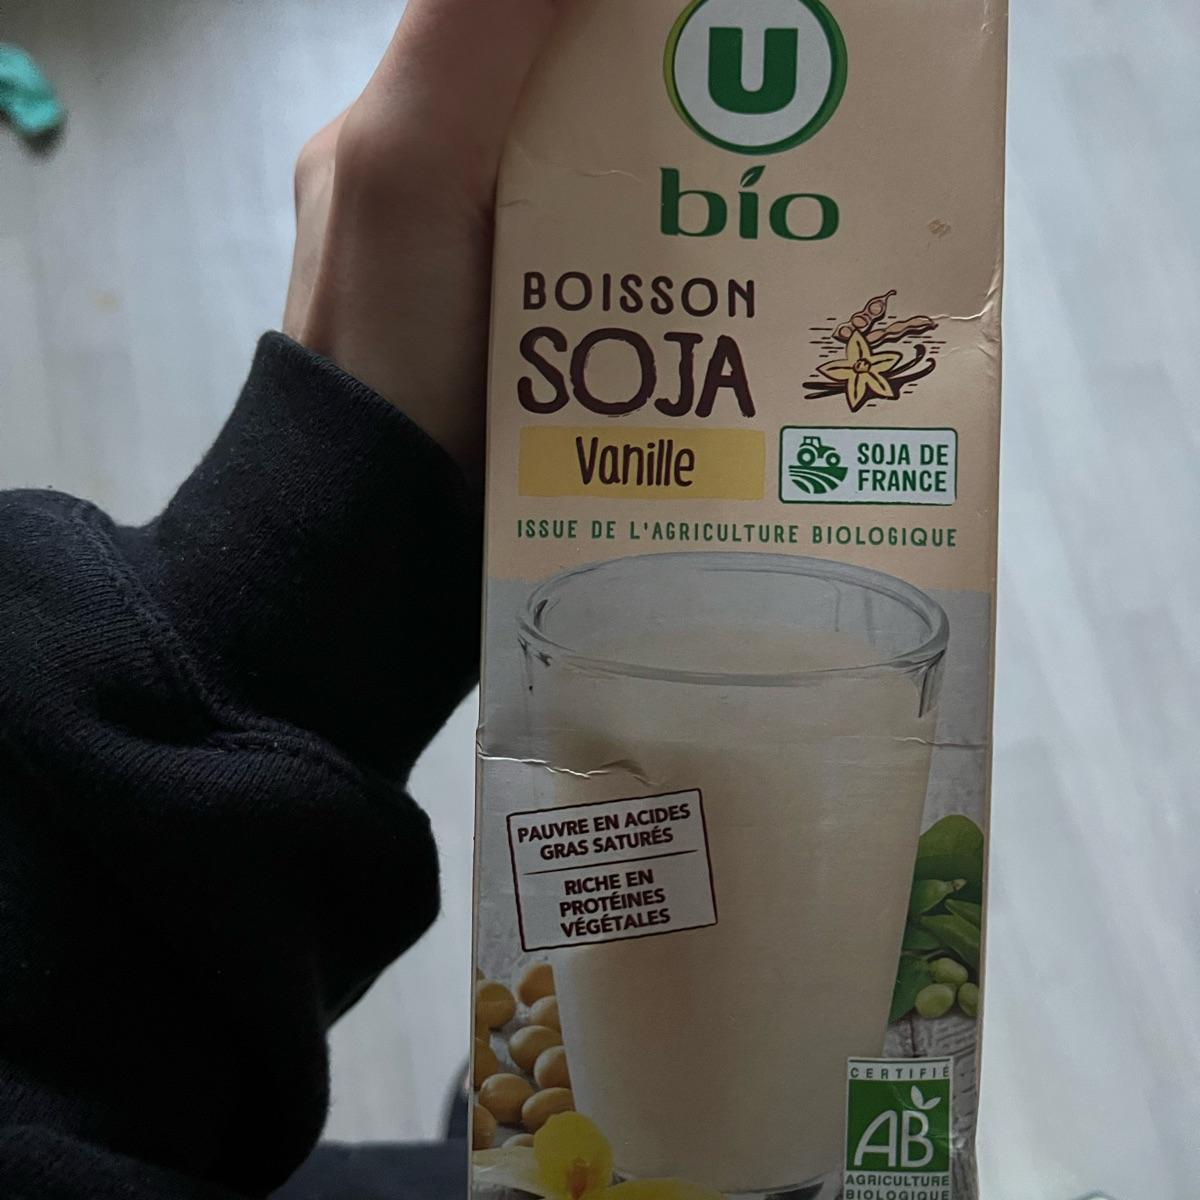 U
bio
BOISSON
SOJA
Vanille
SOJA DE
FRANCE
ISSUE DE L'AGRICULTURE BIOLOGIQUE
PAUVRE EN ACIDES
GRAS SATURÉS
RICHE EN
PROTÉINES
VÉGÉTALES
CERTIFIÉ
AB
AGRICULTURE
BIOLOGIQUE